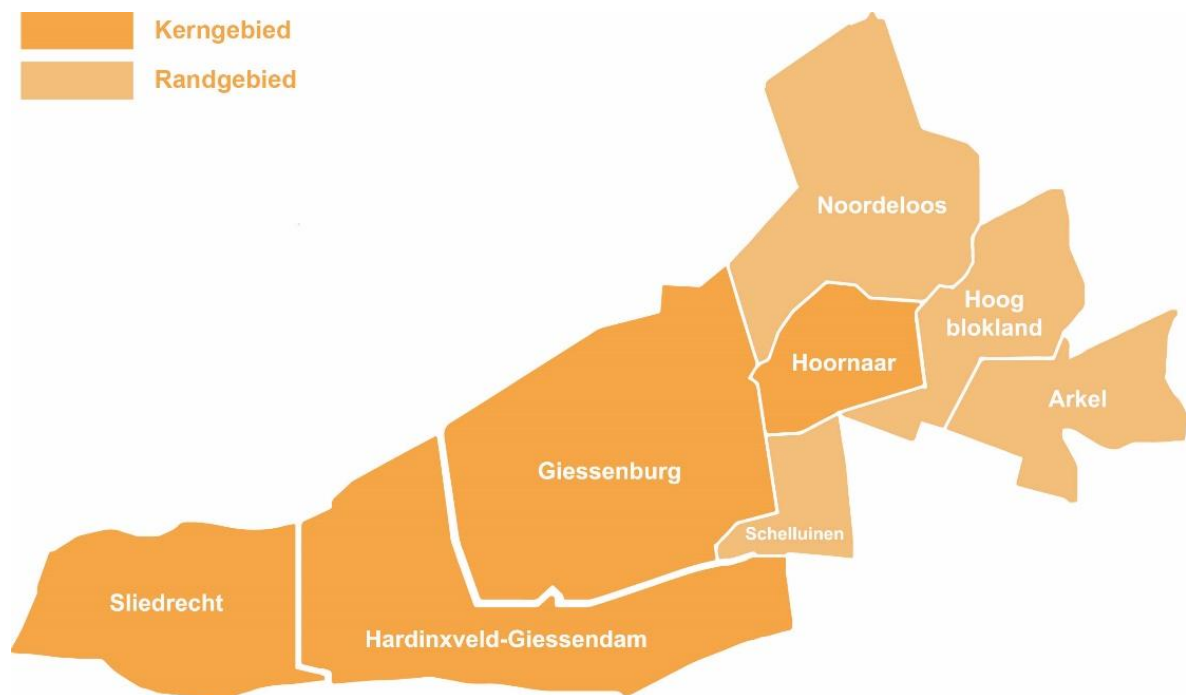 Kerngebied
Randgebied
Noordeloos
Hoog
blokland
Hoornaar
Arkel
Giessenburg
Schelluinen
Sliedrecht
Hardinxveld-Giessendam